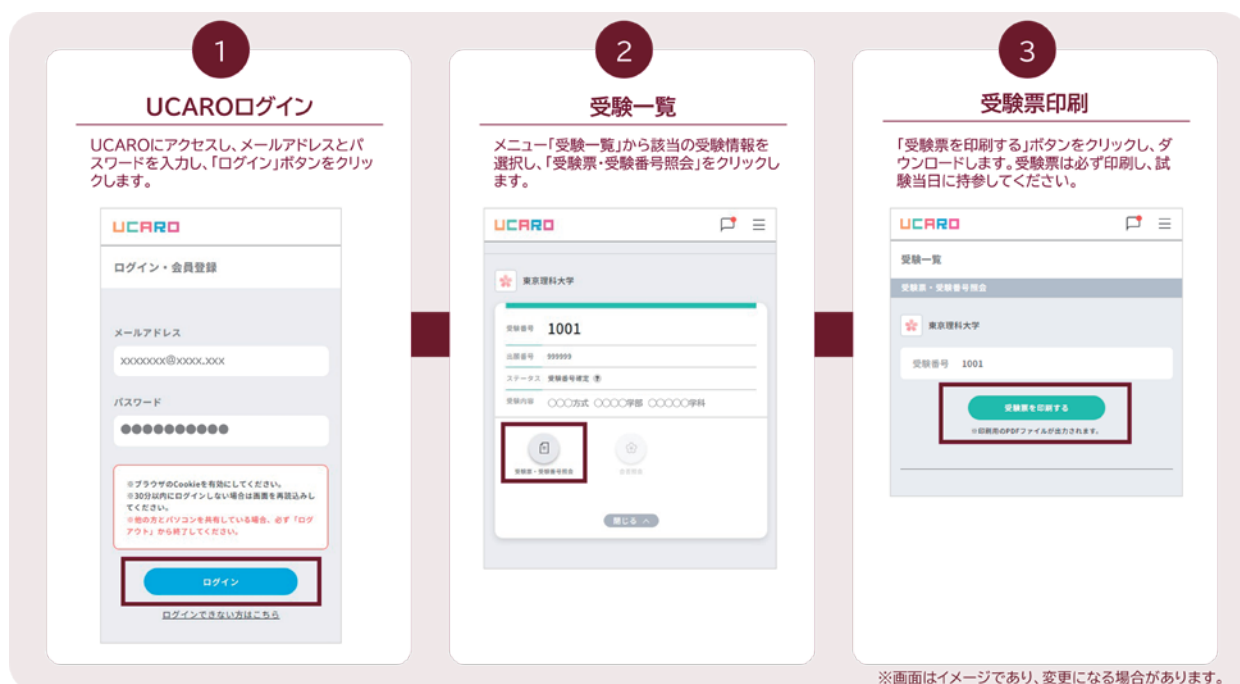 1
UCAROログイン
UCAROにアクセスし、メールアドレスとパ
スワードを入力し、「ログイン」ボタンをクリッ
クします。
UCARO
ログイン・会員登録
メールアドレス
xxxxxxx@xxxx.xxx
パスワード
※ブラウザのCookieを有効にしてください。
※30分以内にログインしない場合は画面を再読込みし
てください。
※他の方とパソコンを共有している場合、必ず「ログ
アウト」から終了してください。
ログイン
ログインできない方はこちら
2
受験一覧
メニュー「受験一覧」から該当の受験情報を
選択し、「受験票・受験番号照会」をクリックし
ます。
UCARO
東京理科大学
受験番号 1001
出願番号 999999
ステータス 受験番号確定 ?
受験内容 〇〇〇方式 〇〇〇〇学部 〇〇〇〇〇学科
受験票・受験番号照会
閉じる
3
受験票印刷
「受験票を印刷する」ボタンをクリックし、ダ
ウンロードします。受験票は必ず印刷し、試
験当日に持参してください。
UCARO
受験一覧
受験票・受験番号照会
東京理科大学
受験番号 1001
受験票を印刷する
※印刷用のPDFファイルが出力されます。
※画面はイメージであり、変更になる場合があります。